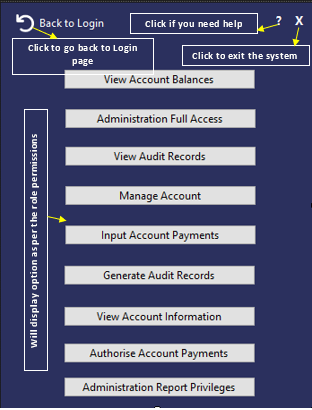 Back to Login
Click if you need help
?
X
Click to go back to Login
page
Click to exit the system
View Account Balances
Administration Full Access
View Audit Records
Manage Account
Input Account Payments
Generate Audit Records
View Account Information
Authorise Account Payments
Administration Report Privileges
Will display option as per the role permissions